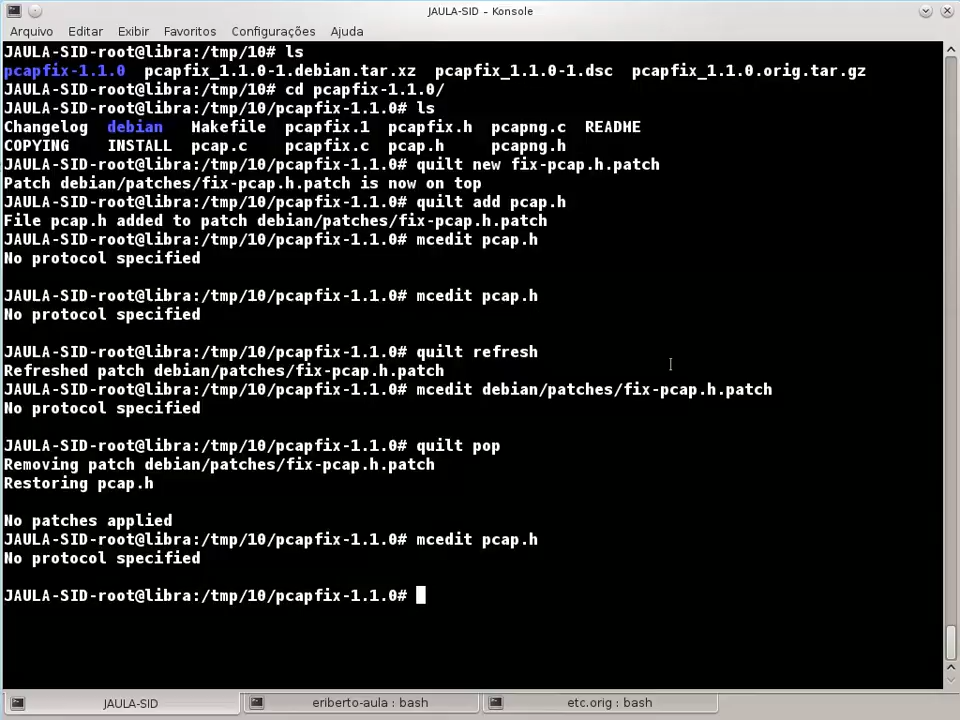 JAULA-SID – Konsole
Arquivo Editar Exibir Favoritos Configurações Ajuda
JAULA-SID-root@libra:/tmp/10# ls
pcapfix-1.1.0 pcapfix_1.1.0-1.debian.tar.xz pcapfix_1.1.0-1.dsc pcapfix_1.1.0.orig.tar.gz
JAULA-SID-root@libra:/tmp/10# cd pcapfix-1.1.0/
JAULA-SID-root@libra:/tmp/10/pcapfix-1.1.0# ls
Changelog debian Makefile pcapfix.1 pcapfix.h pcapng.c README
COPYING INSTALL pcap.c pcapfix.c pcap.h pcapng.h
JAULA-SID-root@libra:/tmp/10/pcapfix-1.1.0# quilt new fix-pcap.h.patch
Patch debian/patches/fix-pcap.h.patch is now on top
JAULA-SID-root@libra:/tmp/10/pcapfix-1.1.0# quilt add pcap.h
File pcap.h added to patch debian/patches/fix-pcap.h.patch
JAULA-SID-root@libra:/tmp/10/pcapfix-1.1.0# mcedit pcap.h
No protocol specified
JAULA-SID-root@libra:/tmp/10/pcapfix-1.1.0# mcedit pcap.h
No protocol specified
JAULA-SID-root@libra:/tmp/10/pcapfix-1.1.0# quilt refresh
Refreshed patch debian/patches/fix-pcap.h.patch
JAULA-SID-root@libra:/tmp/10/pcapfix-1.1.0# mcedit debian/patches/fix-pcap.h.patch
No protocol specified
JAULA-SID-root@libra:/tmp/10/pcapfix-1.1.0# quilt pop
Removing patch debian/patches/fix-pcap.h.patch
Restoring pcap.h
No patches applied
JAULA-SID-root@libra:/tmp/10/pcapfix-1.1.0# mcedit pcap.h
No protocol specified
JAULA-SID-root@libra:/tmp/10/pcapfix-1.1.0#
JAULA-SID eriberto-aula : bash etc.orig : bash